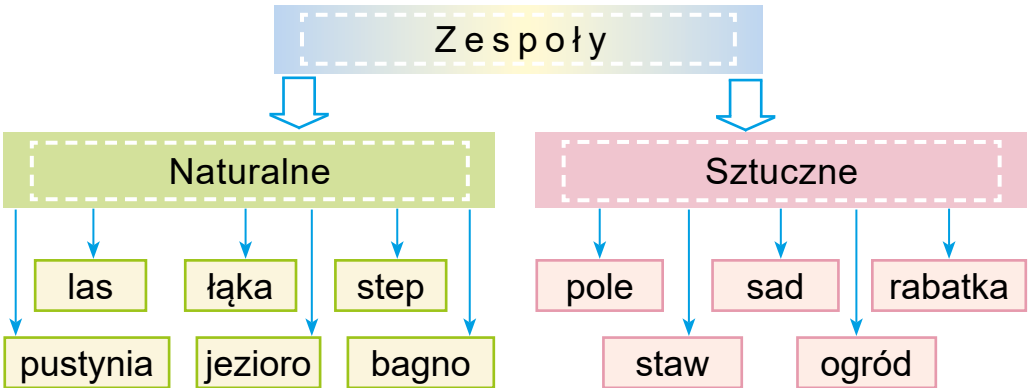 Zespoły
Naturalne
Sztuczne
las
łąka
step
pole
sad
rabatka
pustynia
jezioro
bagno
staw
ogród